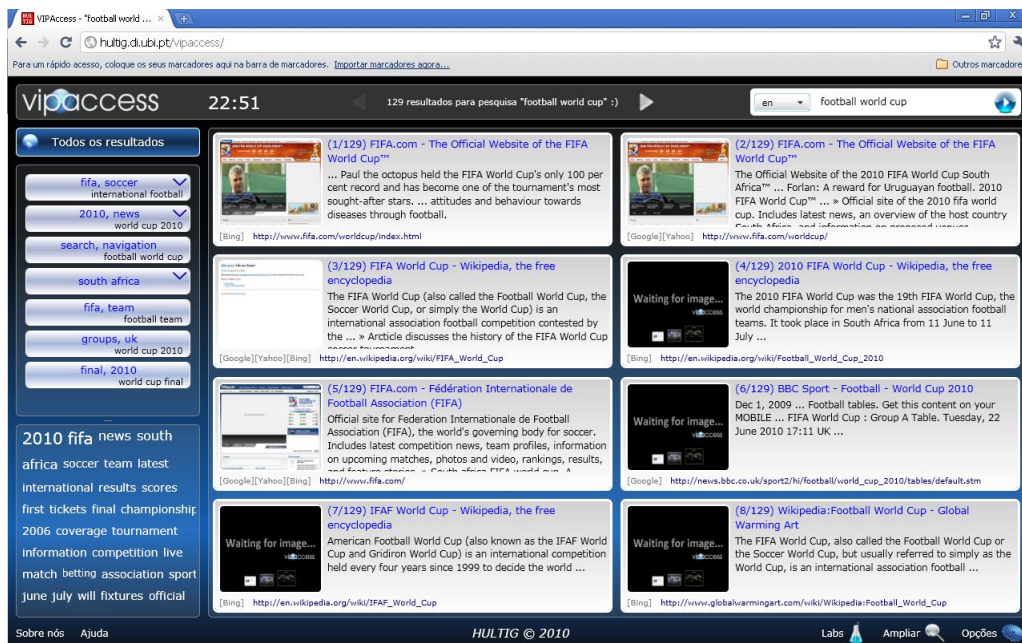 VIPAccess - "football world ...
hultig.di.ubi.pt/vipaccess/
Para um rápido acesso, coloque os seus marcadores aqui na barra de marcadores. Importar marcadores agora...
Outros marcadore
vipaccess
22:51
129 resultados para pesquisa "football world cup" :)
en
football world cup
Todos os resultados
fifa, soccer
international football
2010, news
world cup 2010
search, navigation
football world cup
south africa
fifa, team
football team
groups, uk
world cup 2010
final, 2010
world cup final
2010 fifa news south
africa soccer team latest
international results scores
first tickets final championship
2006 coverage tournament
information competition live
match betting association sport
june july will fixtures official
(1/129) FIFA.com - The Official Website of the FIFA
World Cup™
... Paul the octopus held the FIFA World Cup's only 100 per
cent record and has become one of the tournament's most
sought-after stars. ... attitudes and behaviour towards
diseases through football.
[Bing] http://www.fifa.com/worldcup/index.html
(2/129) FIFA.com - The Official Website of the FIFA
World Cup™
The Official Website of the 2010 FIFA World Cup South
Africa™ ... Forlan: A reward for Uruguayan football. 2010
FIFA World Cup™ ... » Official site of the 2010 fifa world
cup. Includes latest news, an overview of the host country
South Africa, and information on proposed venues.
[Google][Yahoo] http://www.fifa.com/worldcup/
(3/129) FIFA World Cup - Wikipedia, the free
encyclopedia
The FIFA World Cup (also called the Football World Cup, the
Soccer World Cup, or simply the World Cup) is an
international association football competition contested by
the ... » Arcticle discusses the history of the FIFA World Cup
soccer tournament.
[Google][Yahoo][Bing] http://en.wikipedia.org/wiki/FIFA_World_Cup
Waiting for image...
vipaccess
(4/129) 2010 FIFA World Cup - Wikipedia, the free
encyclopedia
The 2010 FIFA World Cup was the 19th FIFA World Cup, the
world championship for men's national association football
teams. It took place in South Africa from 11 June to 11
July ...
[Bing] http://en.wikipedia.org/wiki/Football_World_Cup_2010
(5/129) FIFA.com - Fédération Internationale de
Football Association (FIFA)
Official site for Federation Internationale de Football
Association (FIFA), the world's governing body for soccer.
Includes latest competition news, team profiles, information
on upcoming matches, photos and video, rankings, results,
and feature stories. » South africa FIFA world cup. A
[Google][Yahoo][Bing] http://www.fifa.com/
Waiting for image...
vipaccess
(6/129) BBC Sport - Football - World Cup 2010
Dec 1, 2009 ... Football tables. Get this content on your
MOBILE ... FIFA World Cup : Group A Table. Tuesday, 22
June 2010 17:11 UK ...
[Google] http://news.bbc.co.uk/sport2/hi/football/world_cup_2010/tables/default.stm
Waiting for image...
vipaccess
(7/129) IFAF World Cup - Wikipedia, the free
encyclopedia
American Football World Cup (also known as the IFAF World
Cup and Gridiron World Cup) is an international competition
held every four years since 1999 to decide the world ...
[Bing] http://en.wikipedia.org/wiki/IFAF_World_Cup
Waiting for image...
vipaccess
(8/129) Wikipedia:Football World Cup - Global
Warming Art
The FIFA World Cup, also called the Football World Cup or
the Soccer World Cup, but usually referred to simply as the
World Cup, is an international association football ...
[Bing] http://www.globalwarmingart.com/wiki/Wikipedia:Football_World_Cup
Sobre nós Ajuda
HULTIG © 2010
Labs Ampliar Opções